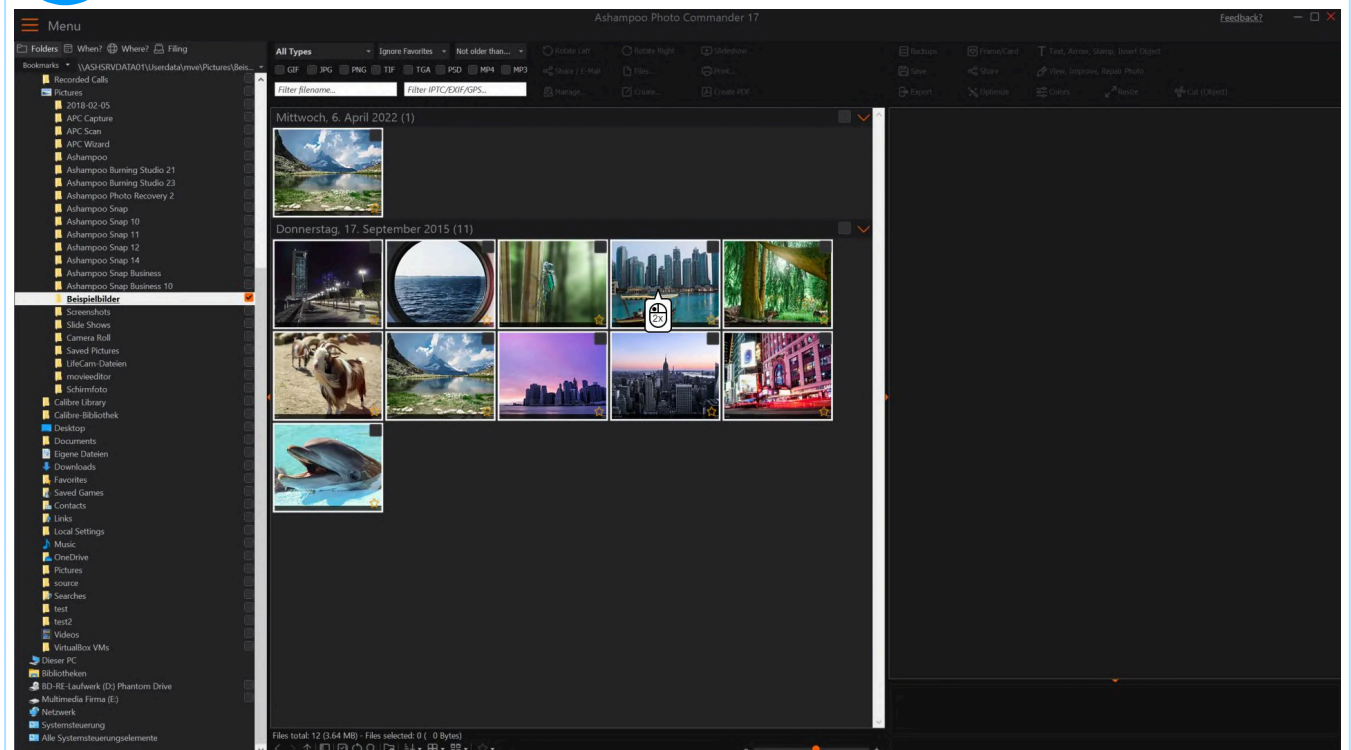 Menu
Ashampoo Photo Commander 17
Feedback?
Folders When? Where? Filing
Bookmarks \\ASHSRVDATA01\Userdata\mve\Pictures\Beis...
Recorded Calls
Pictures
2018-02-05
APC Capture
APC Scan
APC Wizard
Ashampoo
Ashampoo Burning Studio 21
Ashampoo Burning Studio 23
Ashampoo Photo Recovery 2
Ashampoo Snap
Ashampoo Snap 10
Ashampoo Snap 11
Ashampoo Snap 12
Ashampoo Snap 14
Ashampoo Snap Business
Ashampoo Snap Business 10
Beispielbilder
Screenshots
Slide Shows
Camera Roll
Saved Pictures
LifeCam-Dateien
movieeditor
Schirmfoto
Calibre Library
Calibre-Bibliothek
Desktop
Documents
Eigene Dateien
Downloads
Favorites
Saved Games
Contacts
Links
Local Settings
Music
OneDrive
Pictures
source
Searches
test
test2
Videos
VirtualBox VMs
Dieser PC
Bibliotheken
BD-RE-Laufwerk (D:) Phantom Drive
Multimedia Firma (E:)
Netzwerk
Systemsteuerung
Alle Systemsteuerungselemente
All Types Ignore Favorites Not older than...
GIF JPG PNG TIF TGA PSD MP4 MP3
Filter filename... Filter IPTC/EXIF/GPS...
Rotate Left Rotate Right Slideshow...
Share / E-Mail Files... Print...
Manage... Create... Create PDF
Backups Frame/Card Text, Arrow, Stamp, Insert Object
Save Share View, Improve, Repair Photo
Export Optimize Colors Resize Cut (Object)
Mittwoch, 6. April 2022 (1)
Donnerstag, 17. September 2015 (11)
2x
Files total: 12 (3.64 MB) - Files selected: 0 ( 0 Bytes)